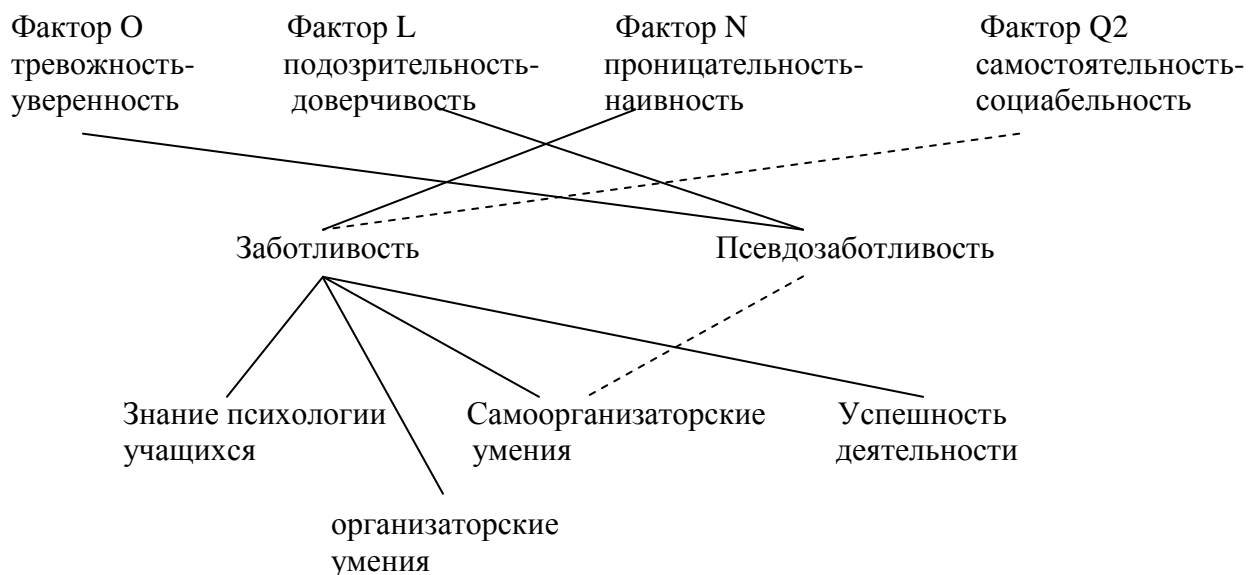 Фактор O
тревожность-
уверенность
Фактор L
подозрительность-
доверчивость
Фактор N
проницательность-
наивность
Фактор Q2
самостоятельность-
социабельность
Заботливость
Псевдозаботливость
Знание психологии
учащихся
Самоорганизаторские
умения
Успешность
деятельности
организаторские
умения